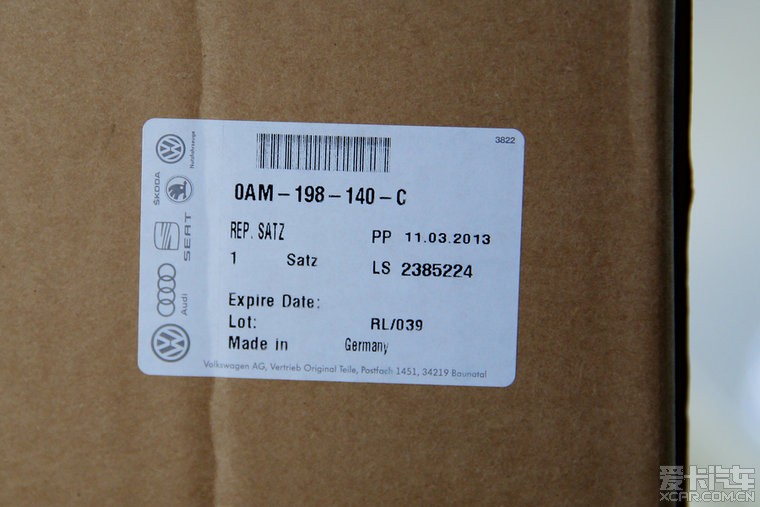 3822
0AM-198-140-C
REP. SATZ
PP 11.03.2013
1 Satz
LS 2385224
Expire Date:
Lot: RL/039
Made in Germany
Volkswagen AG, Vertrieb Original Teile, Postfach 1451, 34219 Baunatal
Nutzfahrzeuge
ŠKODA
SEAT
Audi
爱卡汽车
XCAR.COM.CN